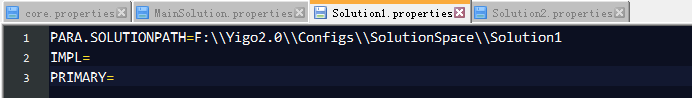 core.properties MainSolution.properties Solution1.properties Solution2.properties
1 PARA.SOLUTIONPATH=F:\\Yigo2.0\\Configs\\SolutionSpace\\Solution1
2 IMPL=
3 PRIMARY=